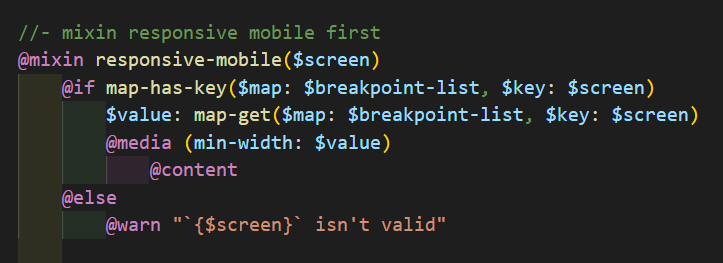 //- mixin responsive mobile first
@mixin responsive-mobile($screen)
@if map-has-key($map: $breakpoint-list, $key: $screen)
$value: map-get($map: $breakpoint-list, $key: $screen)
@media (min-width: $value)
@content
@else
@warn "`{$screen}` isn't valid"